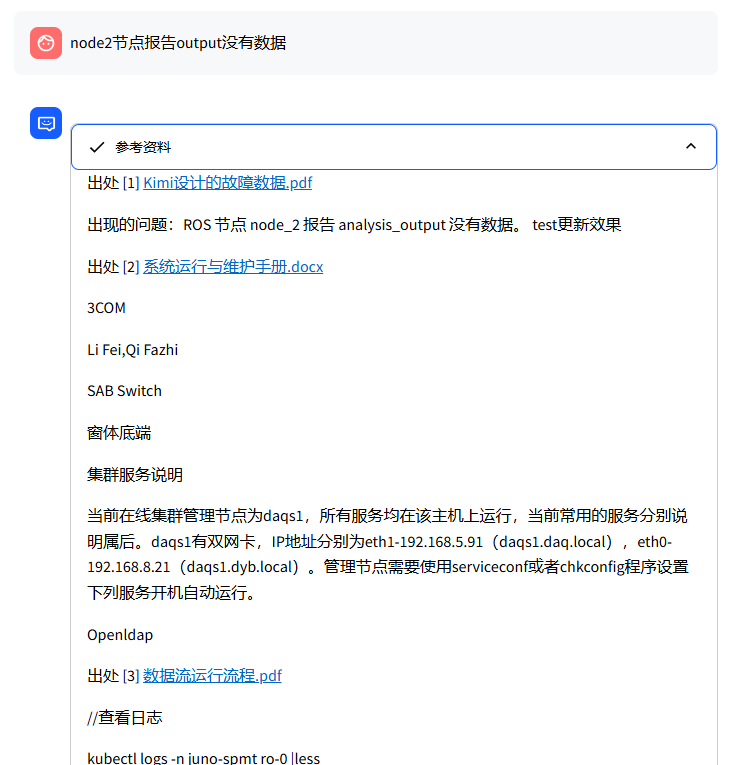 node2节点报告output没有数据
参考资料
出处 [1] Kimi设计的故障数据.pdf
出现的问题：ROS 节点 node_2 报告 analysis_output 没有数据。 test更新效果
出处 [2] 系统运行与维护手册.docx
3COM
Li Fei,Qi Fazhi
SAB Switch
窗体底端
集群服务说明
当前在线集群管理节点为daqs1，所有服务均在该主机上运行，当前常用的服务分别说
明属后。daqs1有双网卡，IP地址分别为eth1-192.168.5.91（daqs1.daq.local），eth0-
192.168.8.21（daqs1.dyb.local）。管理节点需要使用serviceconf或者chkconfig程序设置
下列服务开机自动运行。
Openldap
出处 [3] 数据流运行流程.pdf
//查看日志
kubectl logs -n juno-spmt ro-0 |less